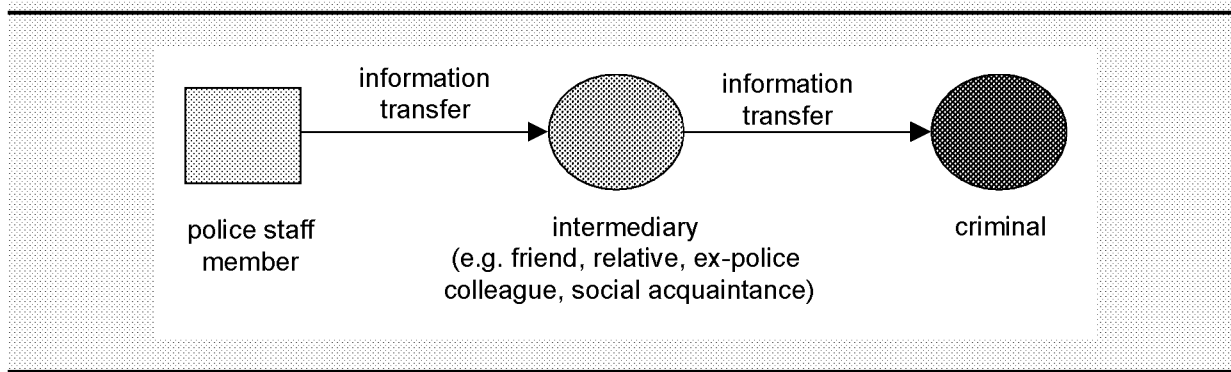 information
transfer
information
transfer
police staff
member
intermediary
(e.g. friend, relative, ex-police
colleague, social acquaintance)
criminal